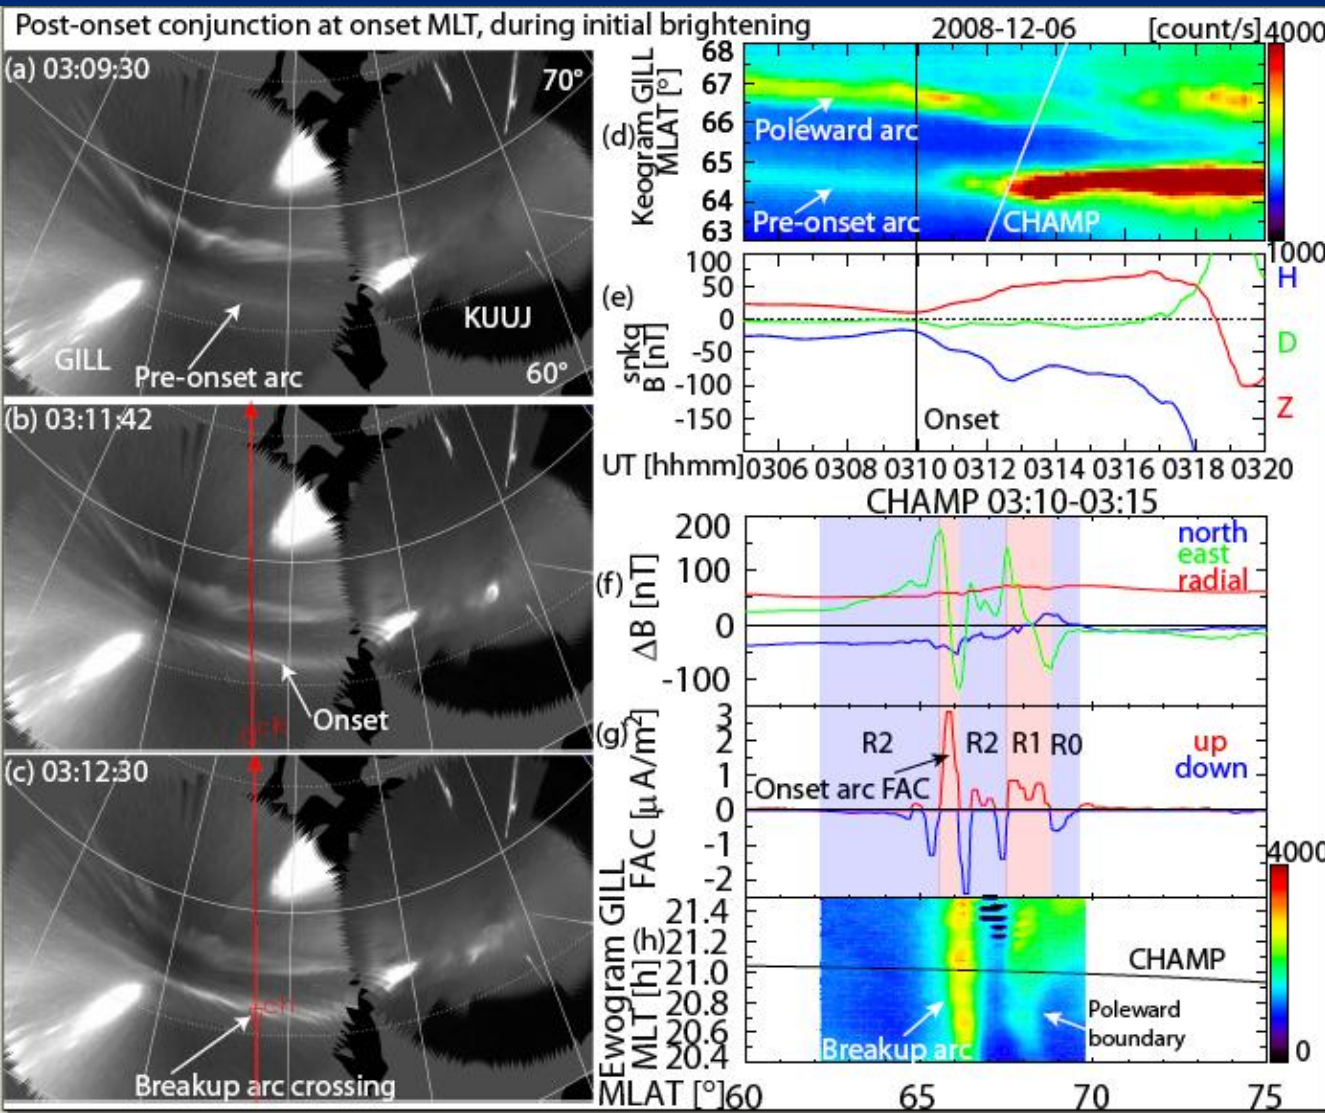 Post-onset conjunction at onset MLT, during initial brightening 2008-12-06 [count/s]
(a) 03:09:30
70°
GILL
KUUJ
Pre-onset arc
60°
(b) 03:11:42
Onset
(c) 03:12:30
Breakup arc crossing
(d)
Keogram GILL
MLAT [°]
68
67
66
65
64
63
Poleward arc
Pre-onset arc
CHAMP
4000
1000
(e)
snkq
B [nT]
100
50
0
-50
-100
-150
Onset
H
D
Z
UT [hhmm] 0306 0308 0310 0312 0314 0316 0318 0320
CHAMP 03:10-03:15
(f)
ΔB [nT]
200
100
0
-100
north
east
radial
(g)
FAC [μA/m²]
3
2
1
0
-1
-2
R2 R2 R1 R0
Onset arc FAC
up
down
(h)
Ewogram GILL
MLT [h]
21.4
21.2
21.0
20.8
20.6
20.4
CHAMP
Breakup arc
Poleward
boundary
4000
0
MLAT [°] 60 65 70 75